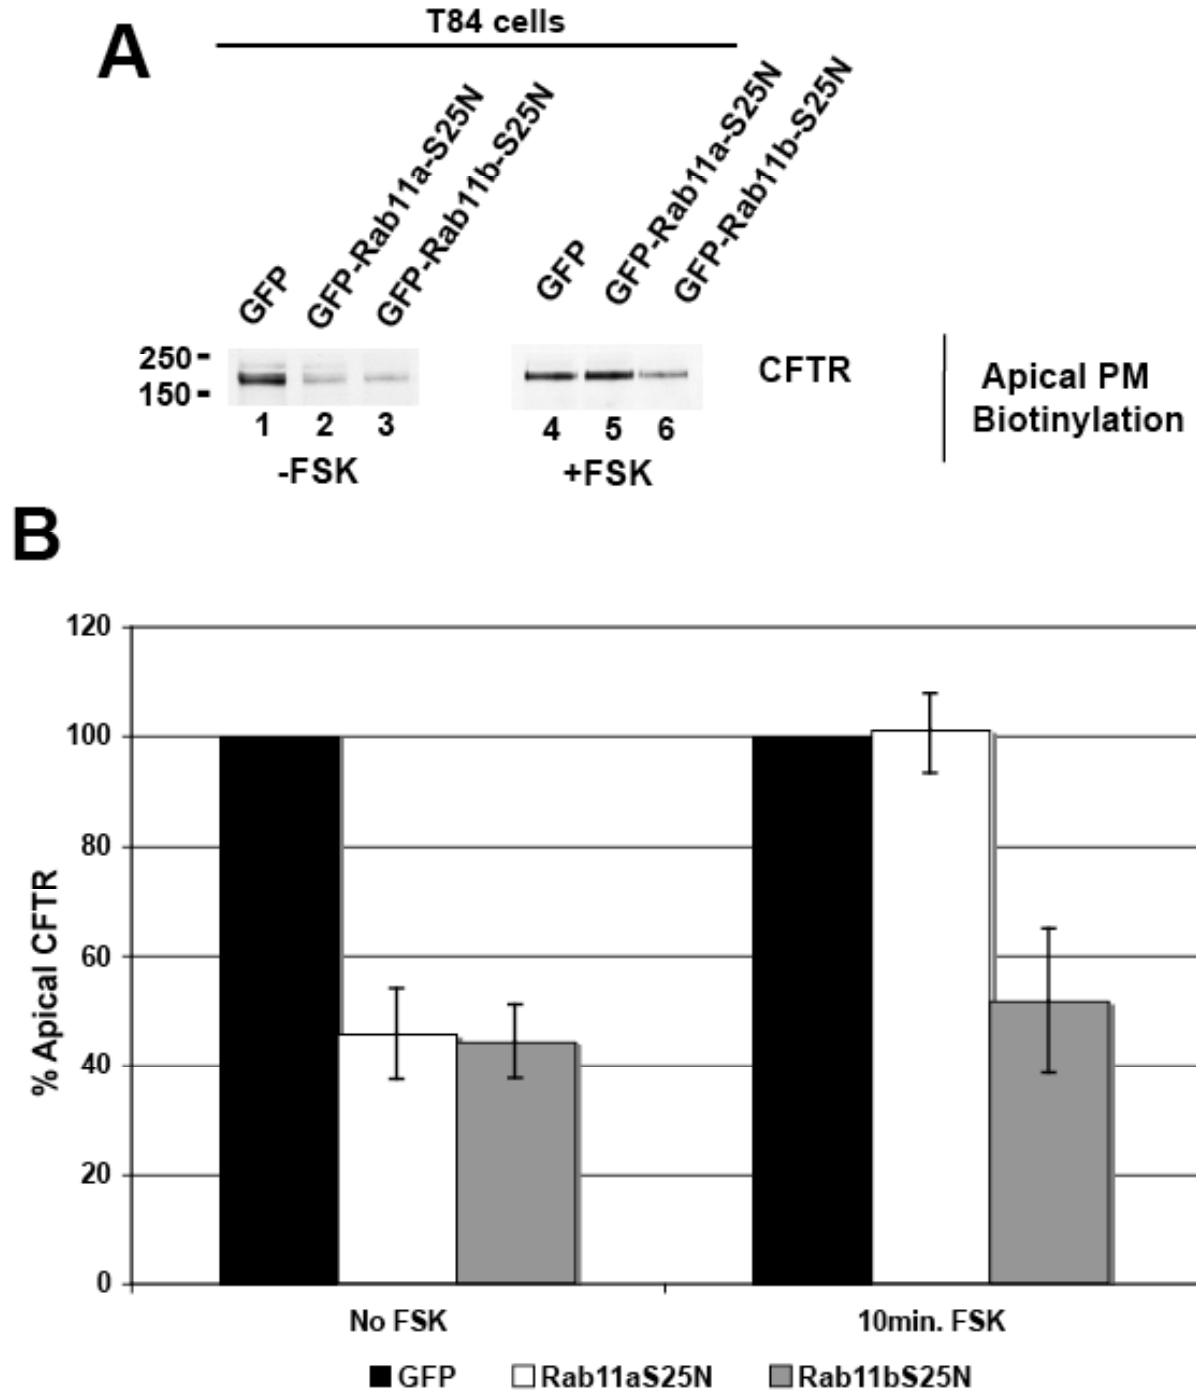 A
T84 cells
GFP
GFP-Rab11a-S25N
GFP-Rab11b-S25N
GFP
GFP-Rab11a-S25N
GFP-Rab11b-S25N
250
150
1 2 3
-FSK
4 5 6
+FSK
CFTR
Apical PM
Biotinylation
B
% Apical CFTR
120
100
80
60
40
20
0
No FSK
10min. FSK
GFP Rab11aS25N Rab11bS25N